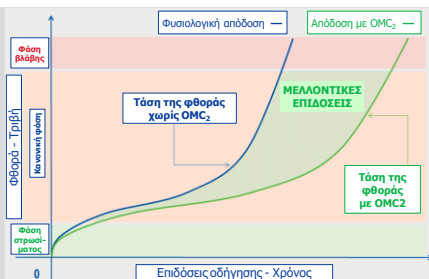 Φυσιολογική απόδοση —
Απόδοση με OMC₂ —
Φάση
βλάβης
ΜΕΛΛΟΝΤΙΚΕΣ
ΕΠΙΔΟΣΕΙΣ
Τάση της φθοράς
χωρίς OMC₂
Φθορά - Τριβή
Κανονική φάση
Τάση της
φθοράς
με OMC2
Φάση
στρωσί-
ματος
0
Επιδόσεις οδήγησης - Χρόνος